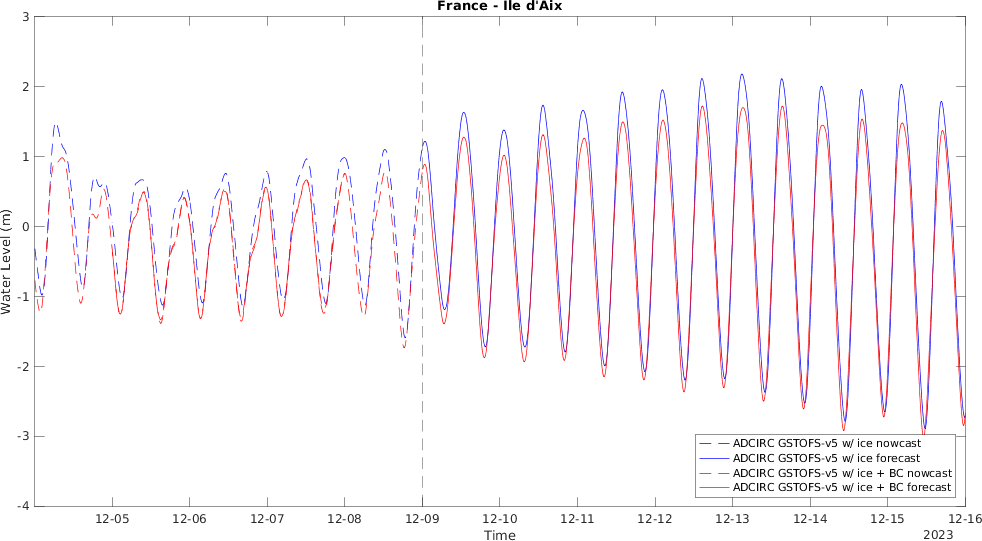 France - Ile d'Aix
3
2
1
0
-1
-2
-3
-4
Water Level (m)
ADCIRC GSTOFS-v5 w/ ice nowcast
ADCIRC GSTOFS-v5 w/ ice forecast
ADCIRC GSTOFS-v5 w/ ice + BC nowcast
ADCIRC GSTOFS-v5 w/ ice + BC forecast
12-05 12-06 12-07 12-08 12-09 12-10 12-11 12-12 12-13 12-14 12-15 12-16
Time
2023